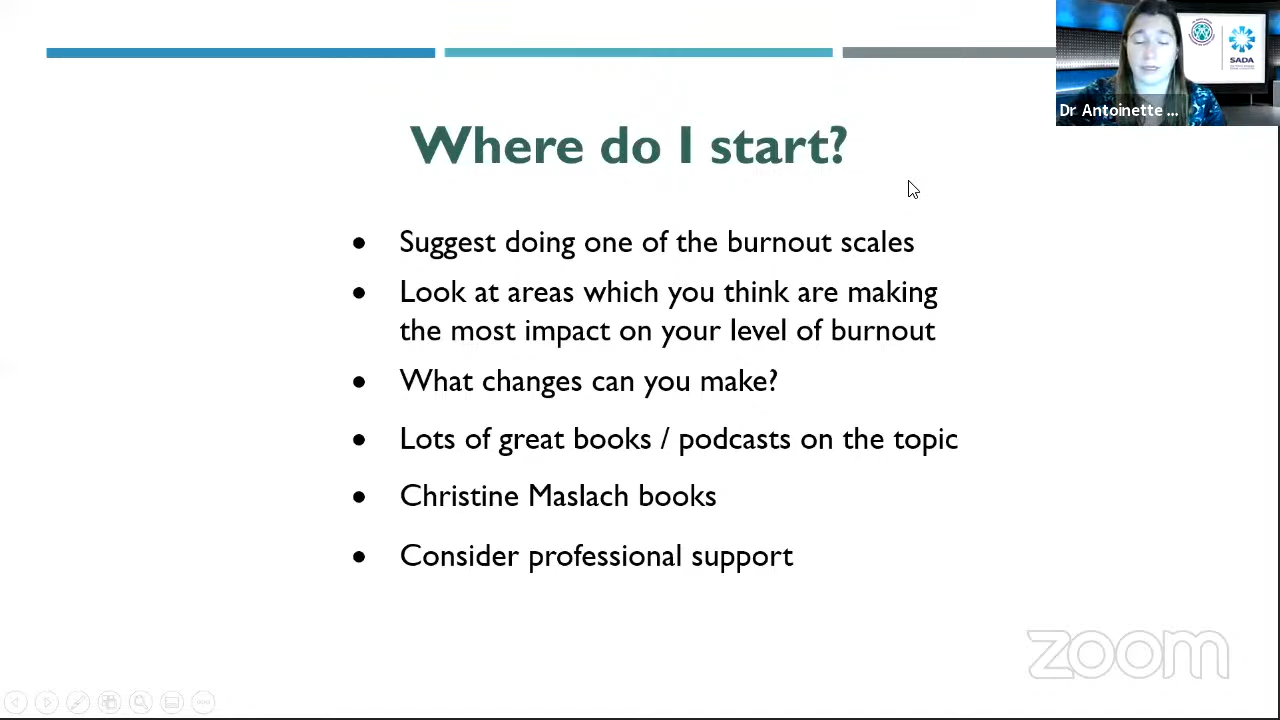 SADA
Dr Antoinette ...
Where do I start?
• Suggest doing one of the burnout scales
• Look at areas which you think are making
the most impact on your level of burnout
• What changes can you make?
• Lots of great books / podcasts on the topic
• Christine Maslach books
• Consider professional support
zoom